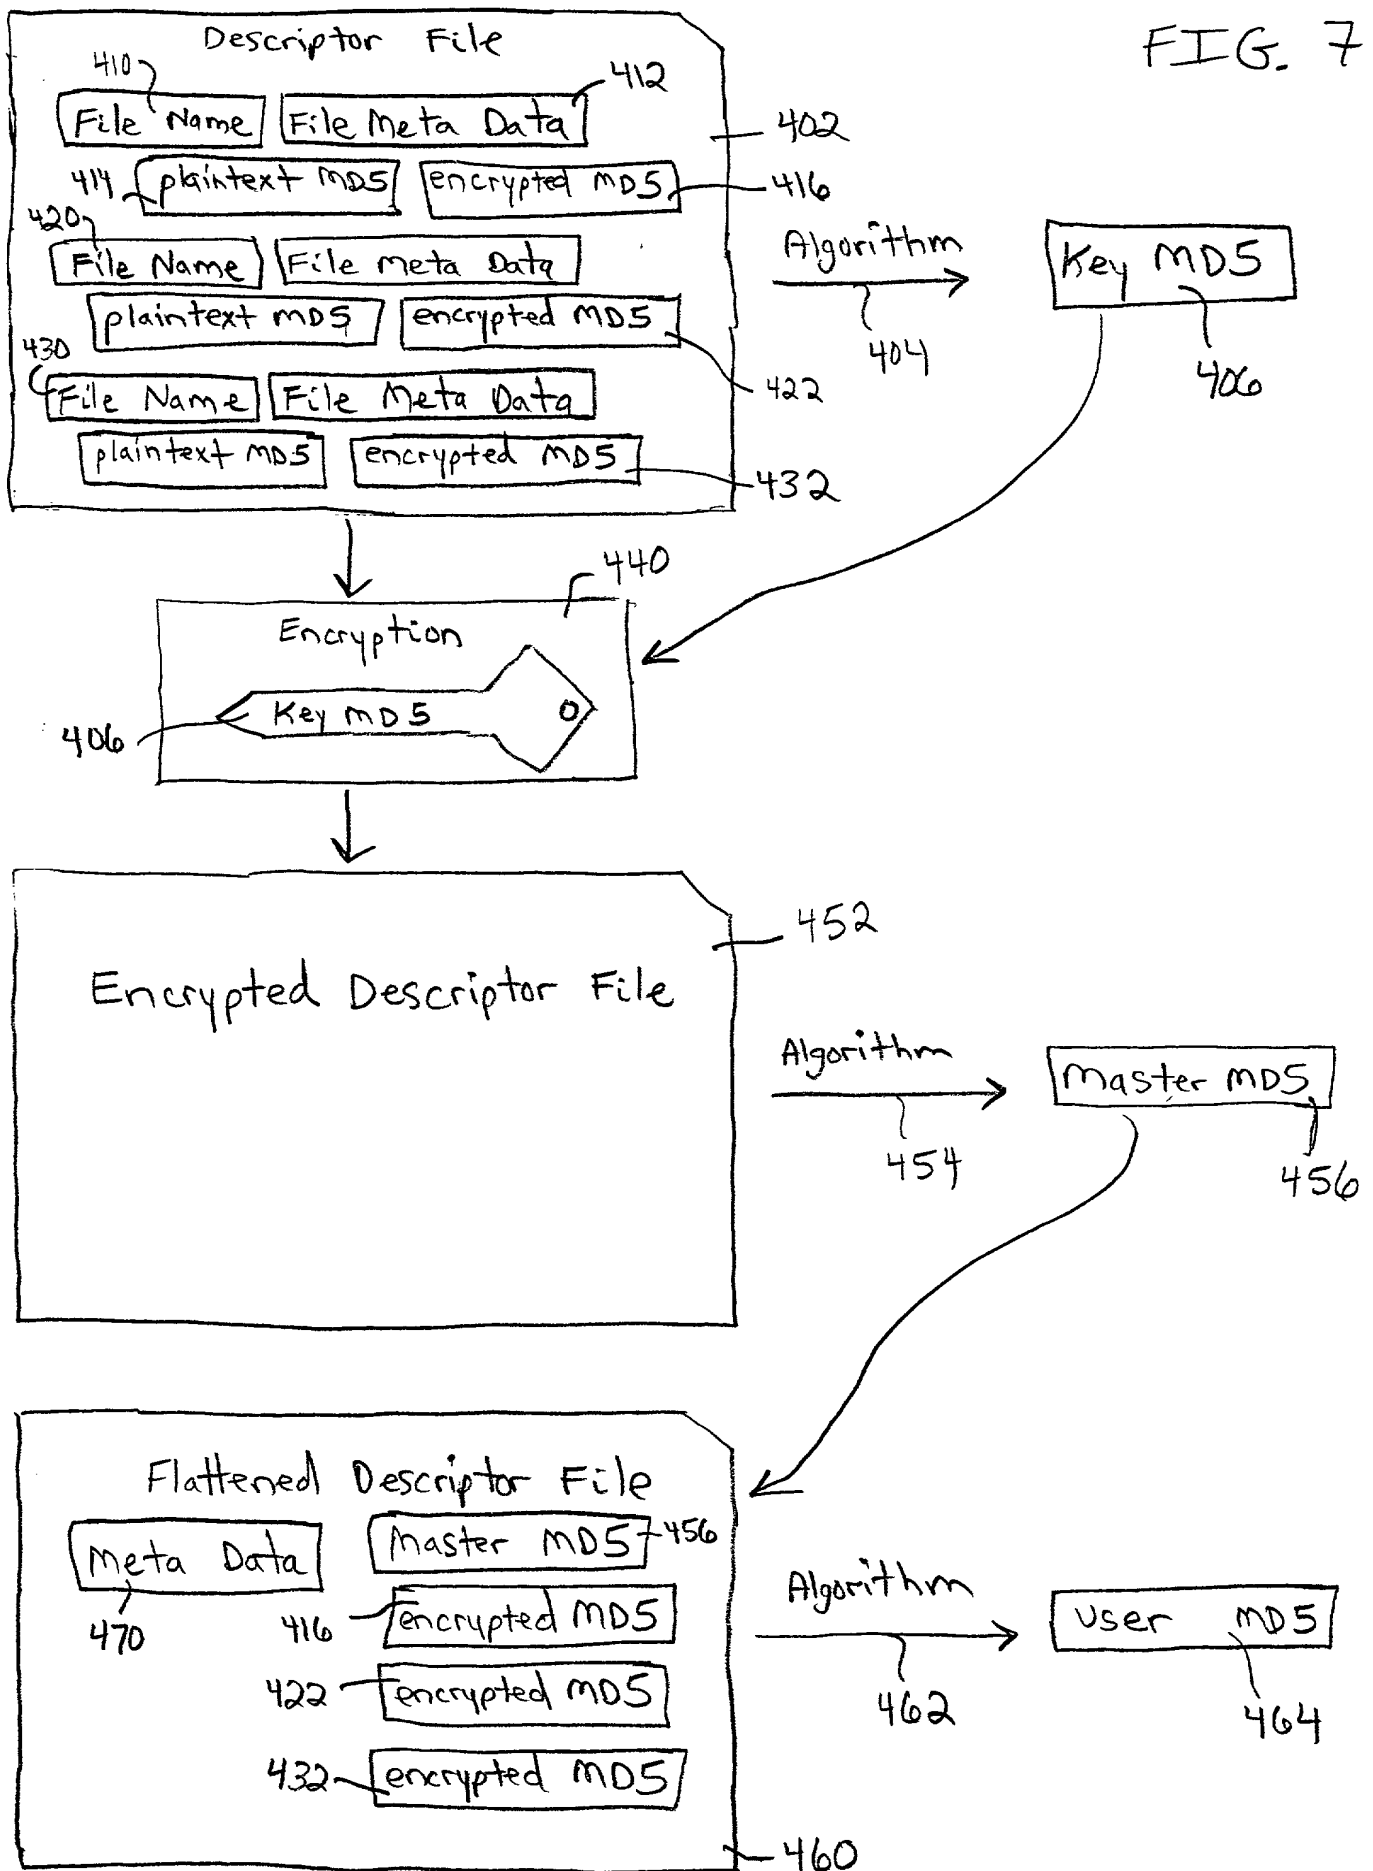 FIG. 7
Descriptor File
410
412
File Name
File Meta Data
402
414
plaintext MD5
encrypted MD5
416
420
File Name
File Meta Data
Algorithm
404
Key MD5
406
plaintext MD5
encrypted MD5
422
430
File Name
File Meta Data
plaintext MD5
encrypted MD5
432
440
Encryption
Key MD5
406
452
Encrypted Descriptor File
Algorithm
454
Master MD5
456
Flattened Descriptor File
Meta Data
470
Master MD5
456
416
encrypted MD5
422
encrypted MD5
432
encrypted MD5
Algorithm
462
User MD5
464
460